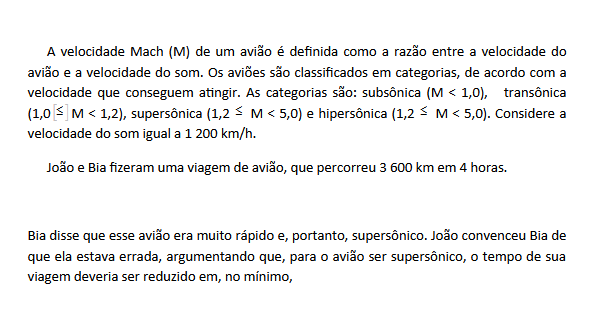 A velocidade Mach (M) de um avião é definida como a razão entre a velocidade do
avião e a velocidade do som. Os aviões são classificados em categorias, de acordo com a
velocidade que conseguem atingir. As categorias são: subsônica (M < 1,0), transônica
(1,0 ≤ M < 1,2), supersônica (1,2 ≤ M < 5,0) e hipersônica (1,2 ≤ M < 5,0). Considere a
velocidade do som igual a 1 200 km/h.
João e Bia fizeram uma viagem de avião, que percorreu 3 600 km em 4 horas.
Bia disse que esse avião era muito rápido e, portanto, supersônico. João convenceu Bia de
que ela estava errada, argumentando que, para o avião ser supersônico, o tempo de sua
viagem deveria ser reduzido em, no mínimo,